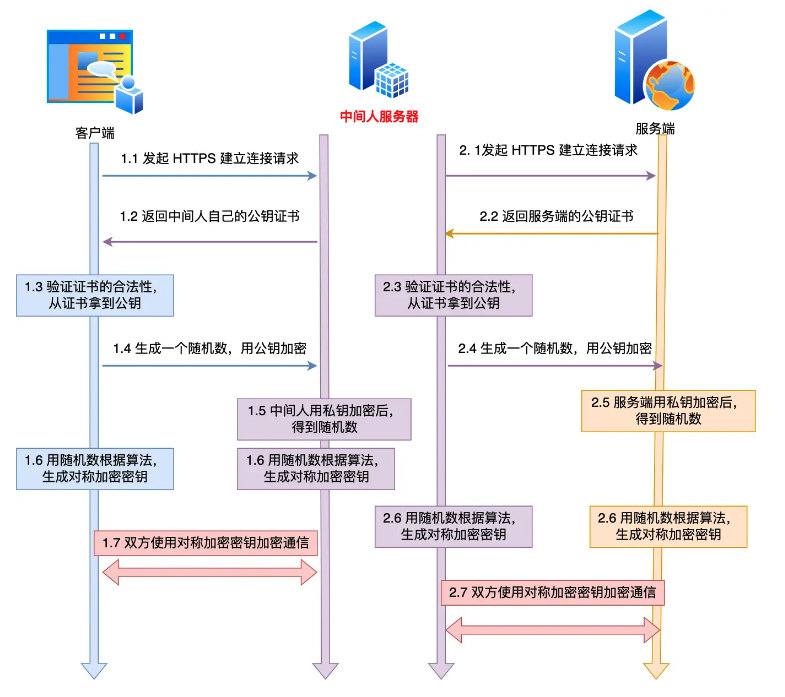 客户端
中间人服务器
服务端
1.1 发起 HTTPS 建立连接请求
2. 1发起 HTTPS 建立连接请求
1.2 返回中间人自己的公钥证书
2.2 返回服务端的公钥证书
1.3 验证证书的合法性，
从证书拿到公钥
2.3 验证证书的合法性，
从证书拿到公钥
1.4 生成一个随机数，用公钥加密
2.4 生成一个随机数，用公钥加密
1.5 中间人用私钥加密后，
得到随机数
2.5 服务端用私钥加密后，
得到随机数
1.6 用随机数根据算法，
生成对称加密密钥
1.6 用随机数根据算法，
生成对称加密密钥
2.6 用随机数根据算法，
生成对称加密密钥
2.6 用随机数根据算法，
生成对称加密密钥
1.7 双方使用对称加密密钥加密通信
2.7 双方使用对称加密密钥加密通信